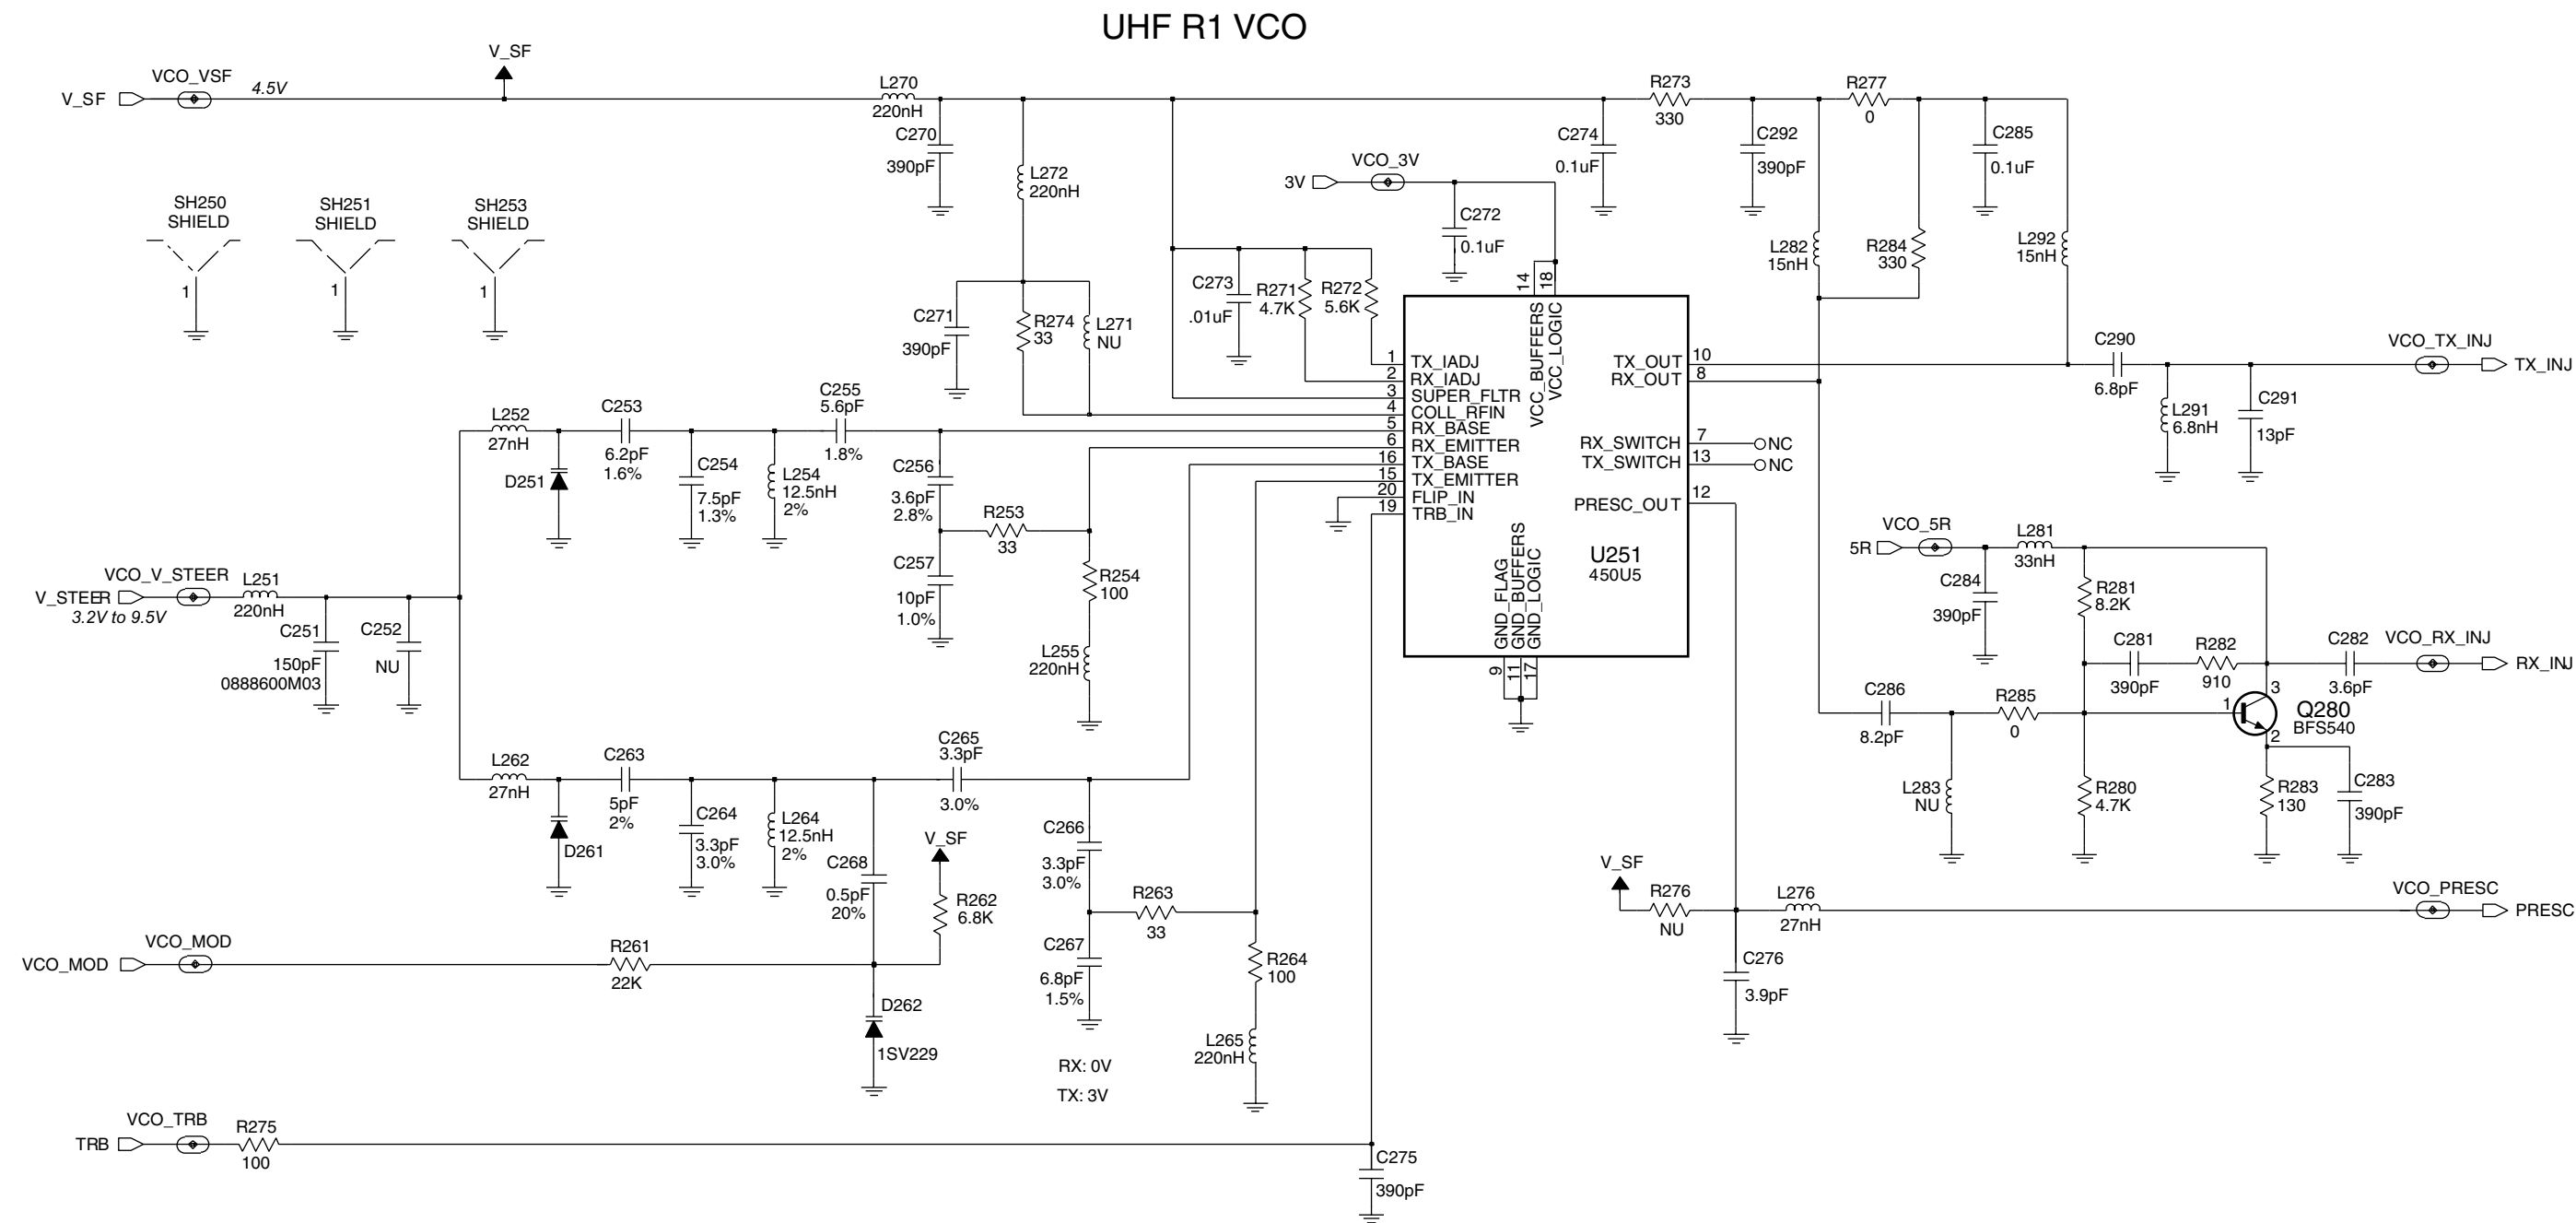 UHF R1 VCO
V_SF
VCO_VSF
4.5V
V_SF
L270
220nH
C270
390pF
L272
220nH
C274
0.1uF
R273
330
C292
390pF
R277
0
C285
0.1uF
3V
VCO_3V
C272
0.1uF
L282
15nH
R284
330
L292
15nH
SH250
SHIELD
1
SH251
SHIELD
1
SH253
SHIELD
1
C271
390pF
R274
33
L271
NU
C273
.01uF
R271
4.7K
R272
5.6K
14
18
VCC_BUFFERS
VCC_LOGIC
1
TX_IADJ
2
RX_IADJ
3
SUPER_FLTR
4
COLL_RFIN
5
RX_BASE
6
RX_EMITTER
16
TX_BASE
15
TX_EMITTER
20
FLIP_IN
19
TRB_IN
TX_OUT
10
RX_OUT
8
RX_SWITCH
7
NC
TX_SWITCH
13
NC
PRESC_OUT
12
U251
450U5
GND_FLAG
GND_BUFFERS
GND_LOGIC
9
11
17
C290
6.8pF
L291
6.8nH
C291
13pF
VCO_TX_INJ
TX_INJ
L252
27nH
D251
C253
6.2pF
1.6%
C254
7.5pF
1.3%
L254
12.5nH
2%
C255
5.6pF
1.8%
C256
3.6pF
2.8%
R253
33
C257
10pF
1.0%
R254
100
L255
220nH
V_STEER
VCO_V_STEER
3.2V to 9.5V
L251
220nH
C251
150pF
0888600M03
C252
NU
5R
VCO_5R
L281
33nH
C284
390pF
R281
8.2K
C281
390pF
R282
910
C282
3.6pF
VCO_RX_INJ
RX_INJ
C286
8.2pF
R285
0
1
3
2
Q280
BFS540
L283
NU
R280
4.7K
R283
130
C283
390pF
L262
27nH
D261
C263
5pF
2%
C264
3.3pF
3.0%
L264
12.5nH
2%
C268
0.5pF
20%
C265
3.3pF
3.0%
V_SF
R262
6.8K
C266
3.3pF
3.0%
R263
33
C267
6.8pF
1.5%
R264
100
L265
220nH
VCO_MOD
VCO_MOD
R261
22K
D262
1SV229
RX: 0V
TX: 3V
V_SF
R276
NU
L276
27nH
C276
3.9pF
VCO_PRESC
PRESC
TRB
VCO_TRB
R275
100
C275
390pF